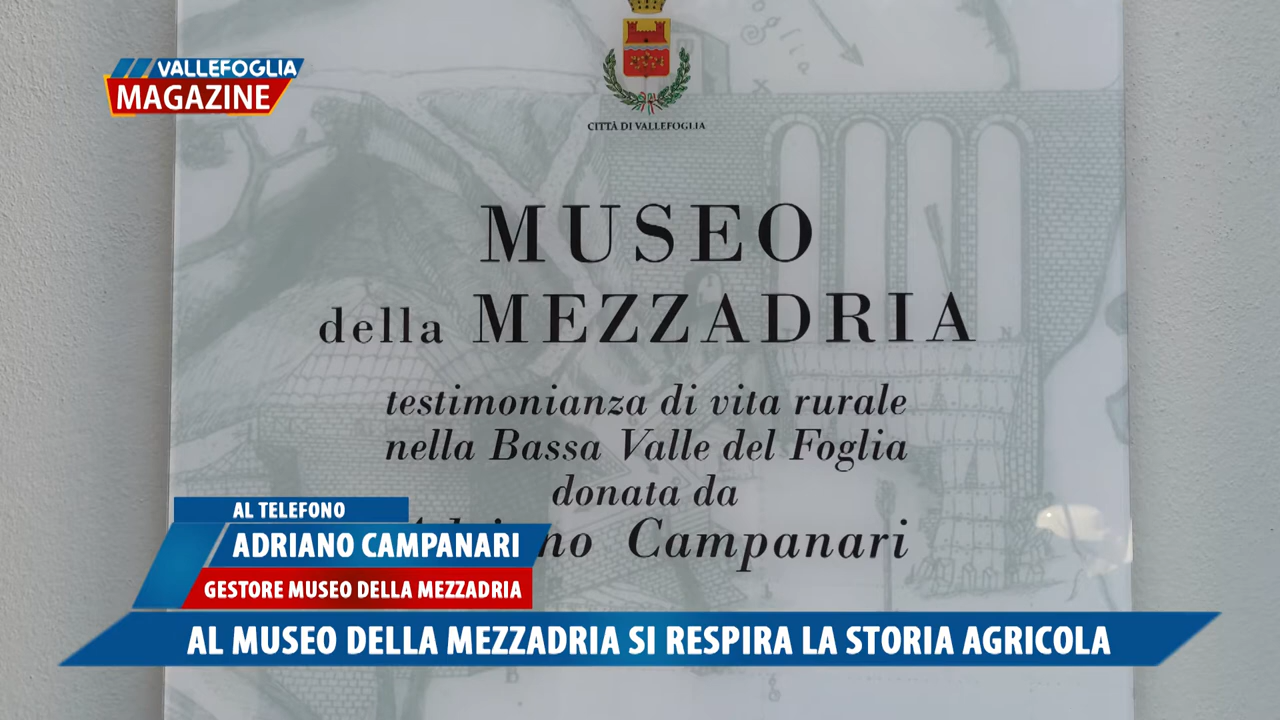 VALLEFOGLIA
MAGAZINE
CITTÀ DI VALLEFOGLIA
MUSEO
della MEZZADRIA
testimonianza di vita rurale
nella Bassa Valle del Foglia
donata da
Campanari
AL TELEFONO
ADRIANO CAMPANARI
GESTORE MUSEO DELLA MEZZADRIA
AL MUSEO DELLA MEZZADRIA SI RESPIRA LA STORIA AGRICOLA